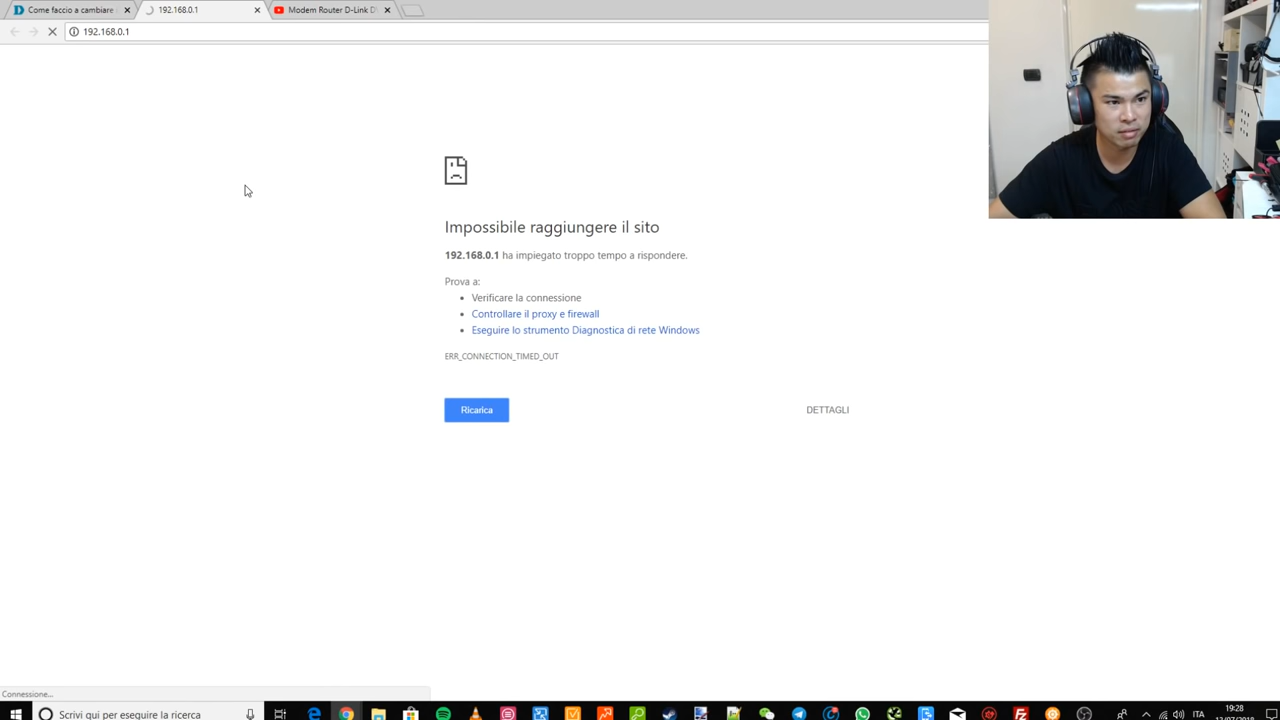 Come faccio a cambiare
192.168.0.1
Modem Router D-Link D
192.168.0.1
Impossibile raggiungere il sito
192.168.0.1 ha impiegato troppo tempo a rispondere.
Prova a:
Verificare la connessione
Controllare il proxy e firewall
Eseguire lo strumento Diagnostica di rete Windows
ERR_CONNECTION_TIMED_OUT
Ricarica
DETTAGLI
Connessione...
Scrivi qui per eseguire la ricerca
ITA
19:28